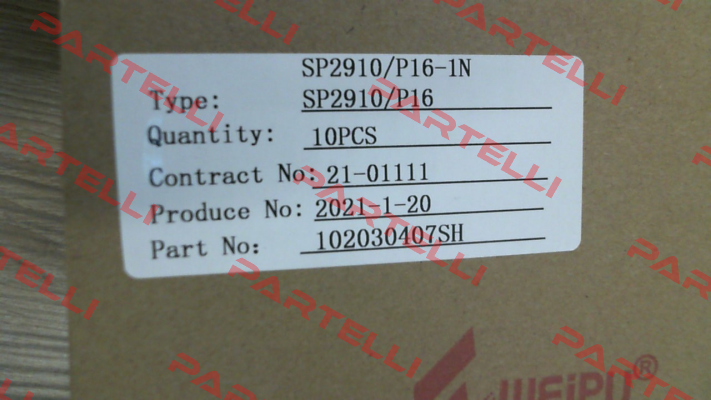 SP2910/P16-1N
Type: SP2910/P16
Quantity: 10PCS
Contract No: 21-01111
Produce No: 2021-1-20
Part No: 102030407SH
WEIPU®
PARTELLI
PARTELLI
PARTELLI
PARTELLI
PARTELLI
PARTELLI
PARTELLI
PARTELLI